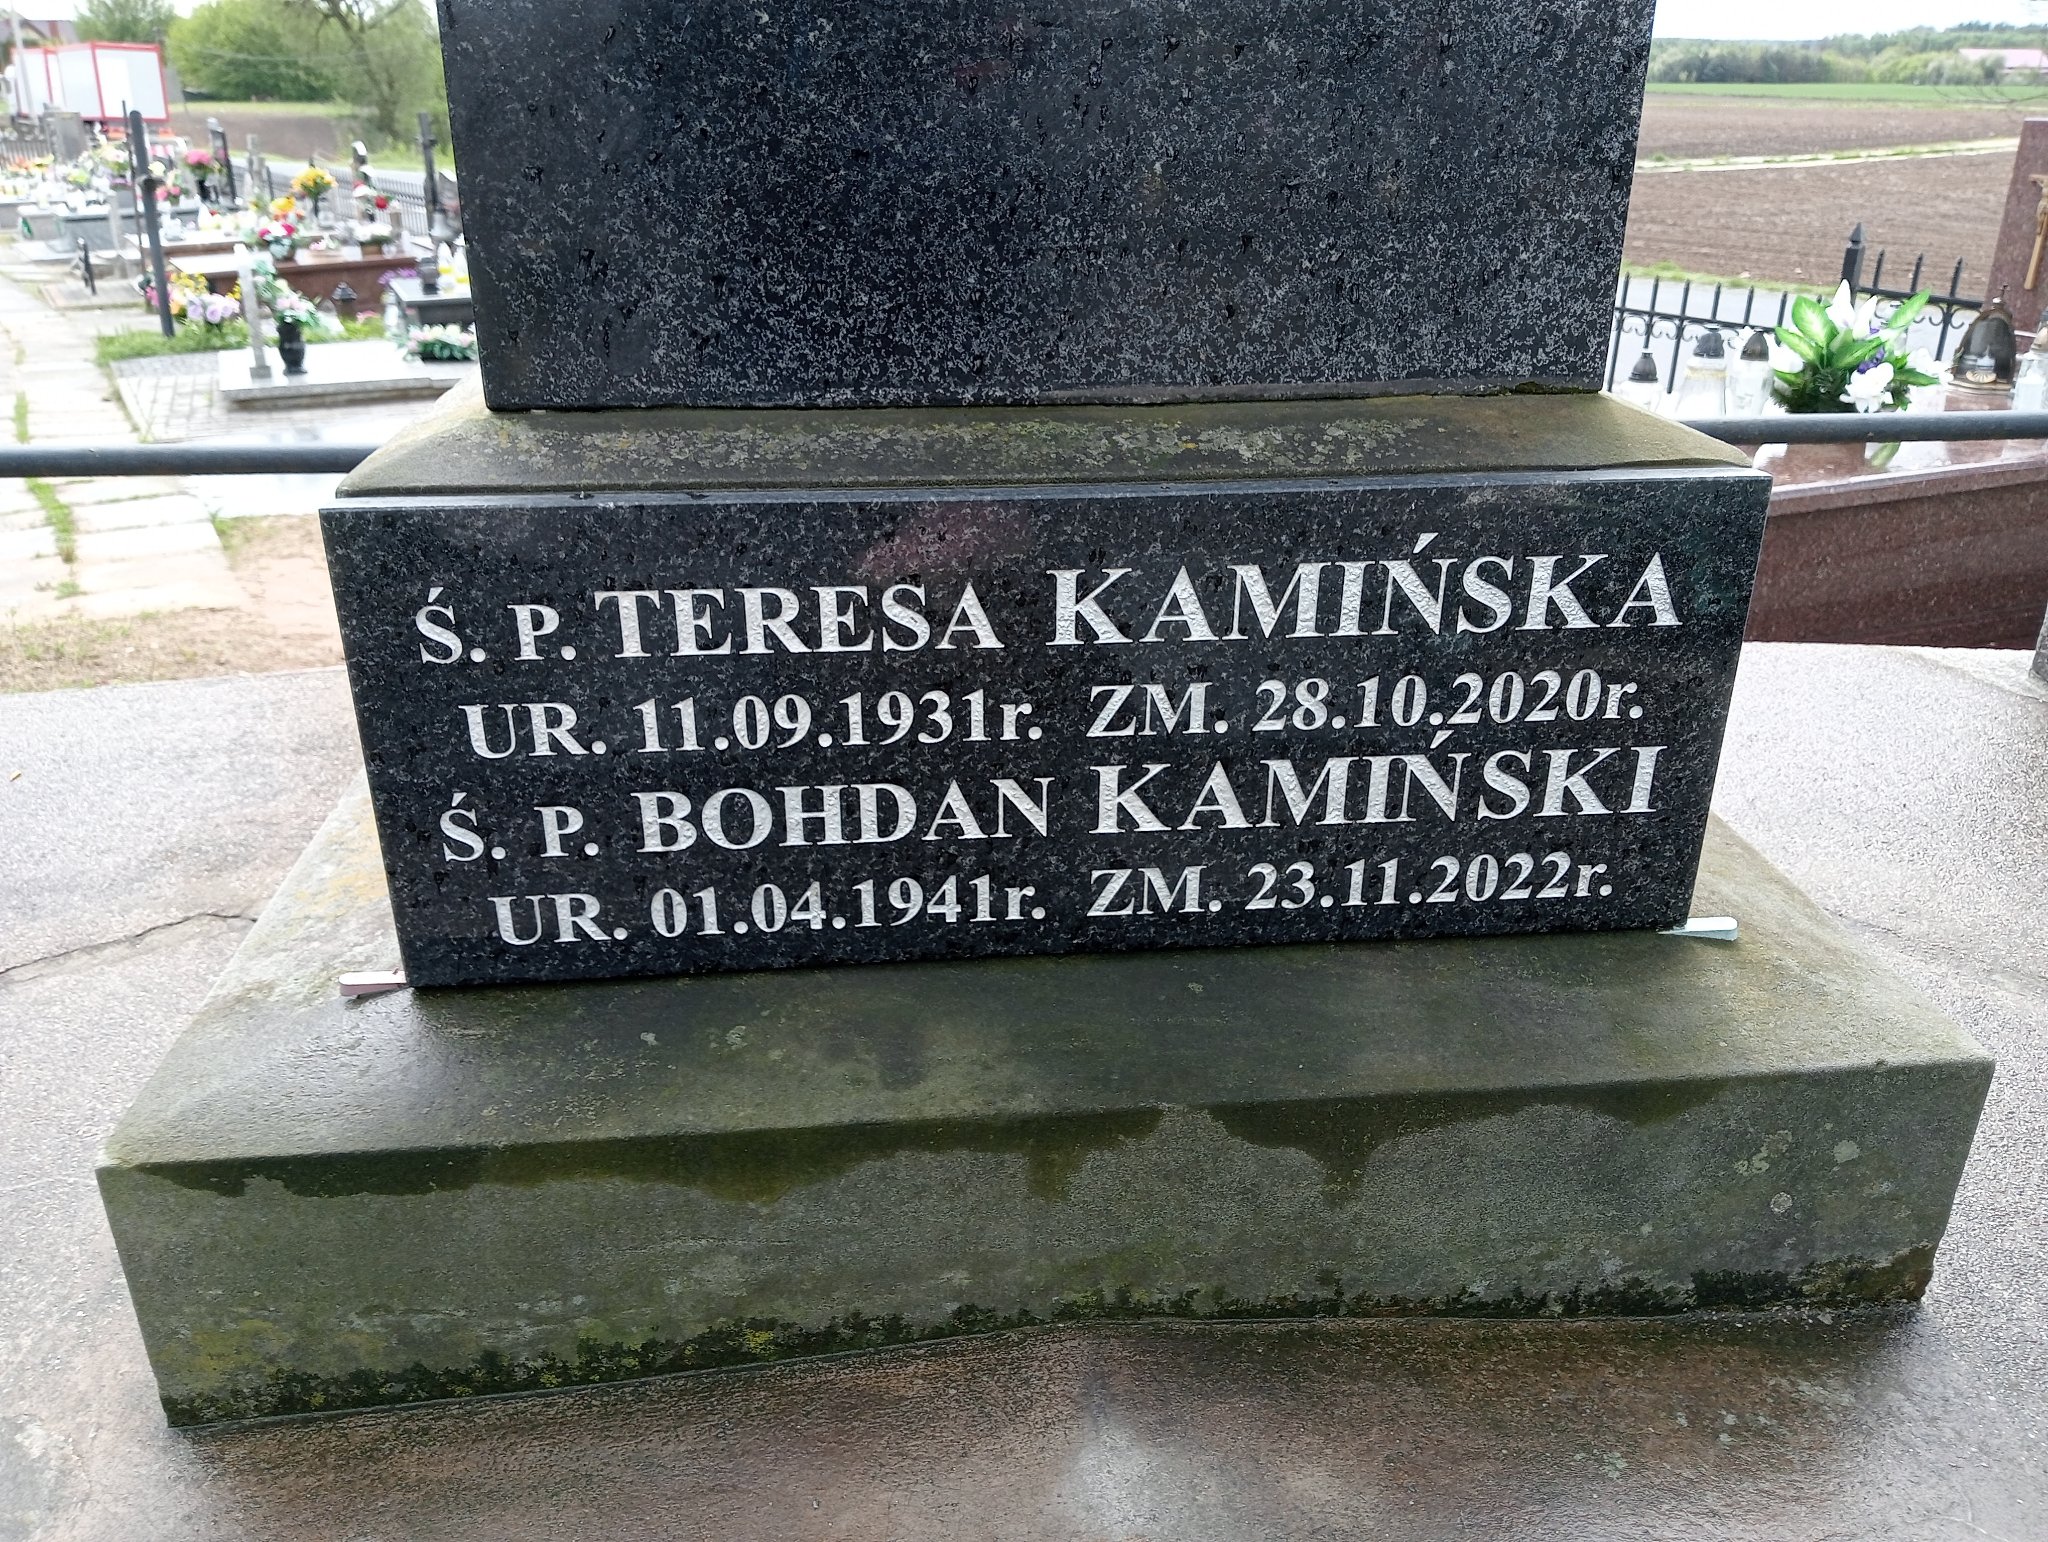 Ś. P. TERESA KAMIŃSKA
UR. 11.09.1931r. ZM. 28.10.2020r.
Ś. P. BOHDAN KAMIŃSKI
UR. 01.04.1941r. ZM. 23.11.2022r.